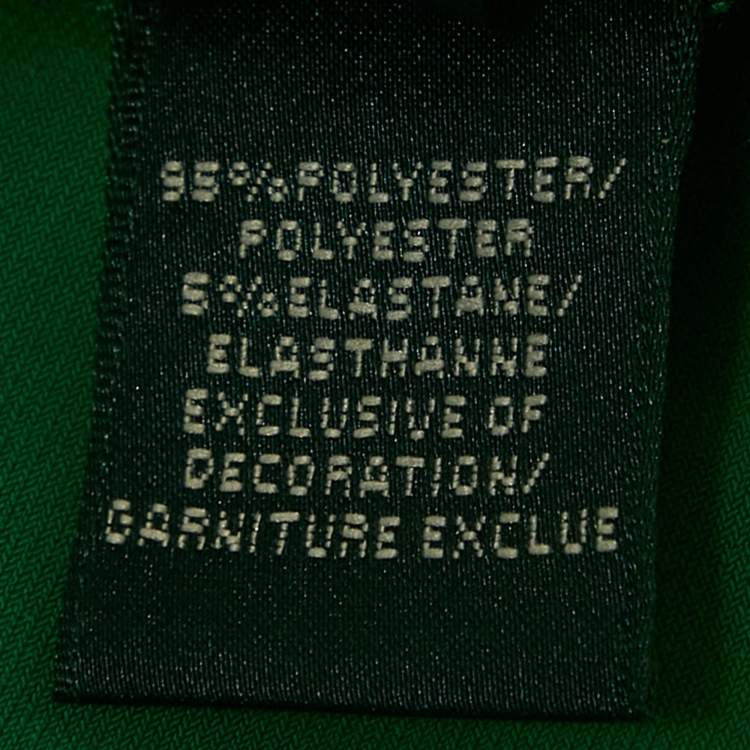 95%POLYESTER/
POLYESTER
5%ELASTANE/
ELASTHANNE
EXCLUSIVE OF
DECORATION/
GARNITURE EXCLUE